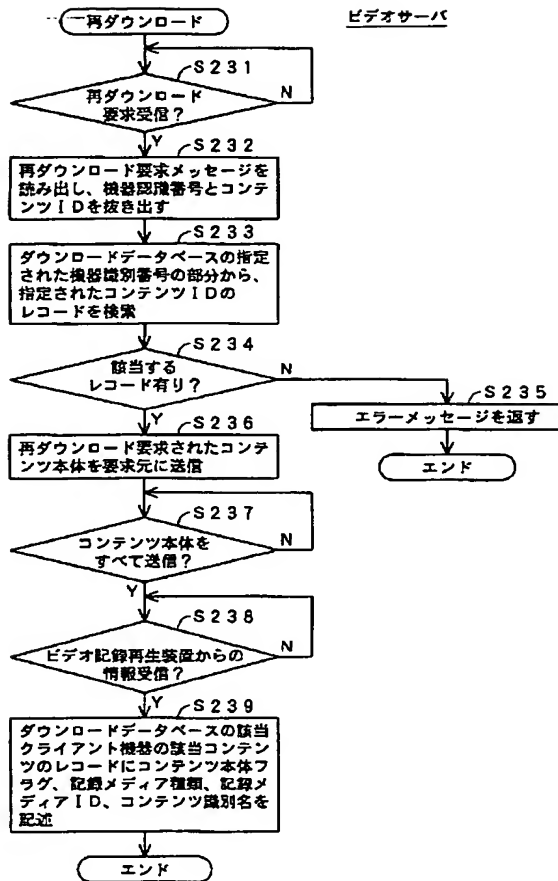 再ダウンロード
ビデオサーバ
S231
再ダウンロード
要求受信?
N
Y
S232
再ダウンロード要求メッセージを
読み出し、機器認識番号とコンテ
ンツIDを抜き出す
S233
ダウンロードデータベースの指定
された機器識別番号の部分から、
指定されたコンテンツIDの
レコードを検索
S234
該当する
レコード有り?
N
Y
S235
エラーメッセージを返す
エンド
S236
再ダウンロード要求されたコンテ
ンツ本体を要求元に送信
S237
コンテンツ本体を
すべて送信?
N
Y
S238
ビデオ記録再生装置からの
情報受信?
N
Y
S239
ダウンロードデータベースの該当
クライアント機器の該当コンテン
ツのレコードにコンテンツ本体フ
ラグ、記録メディア種類、記録メ
ディアID、コンテンツ識別名を
記述
エンド